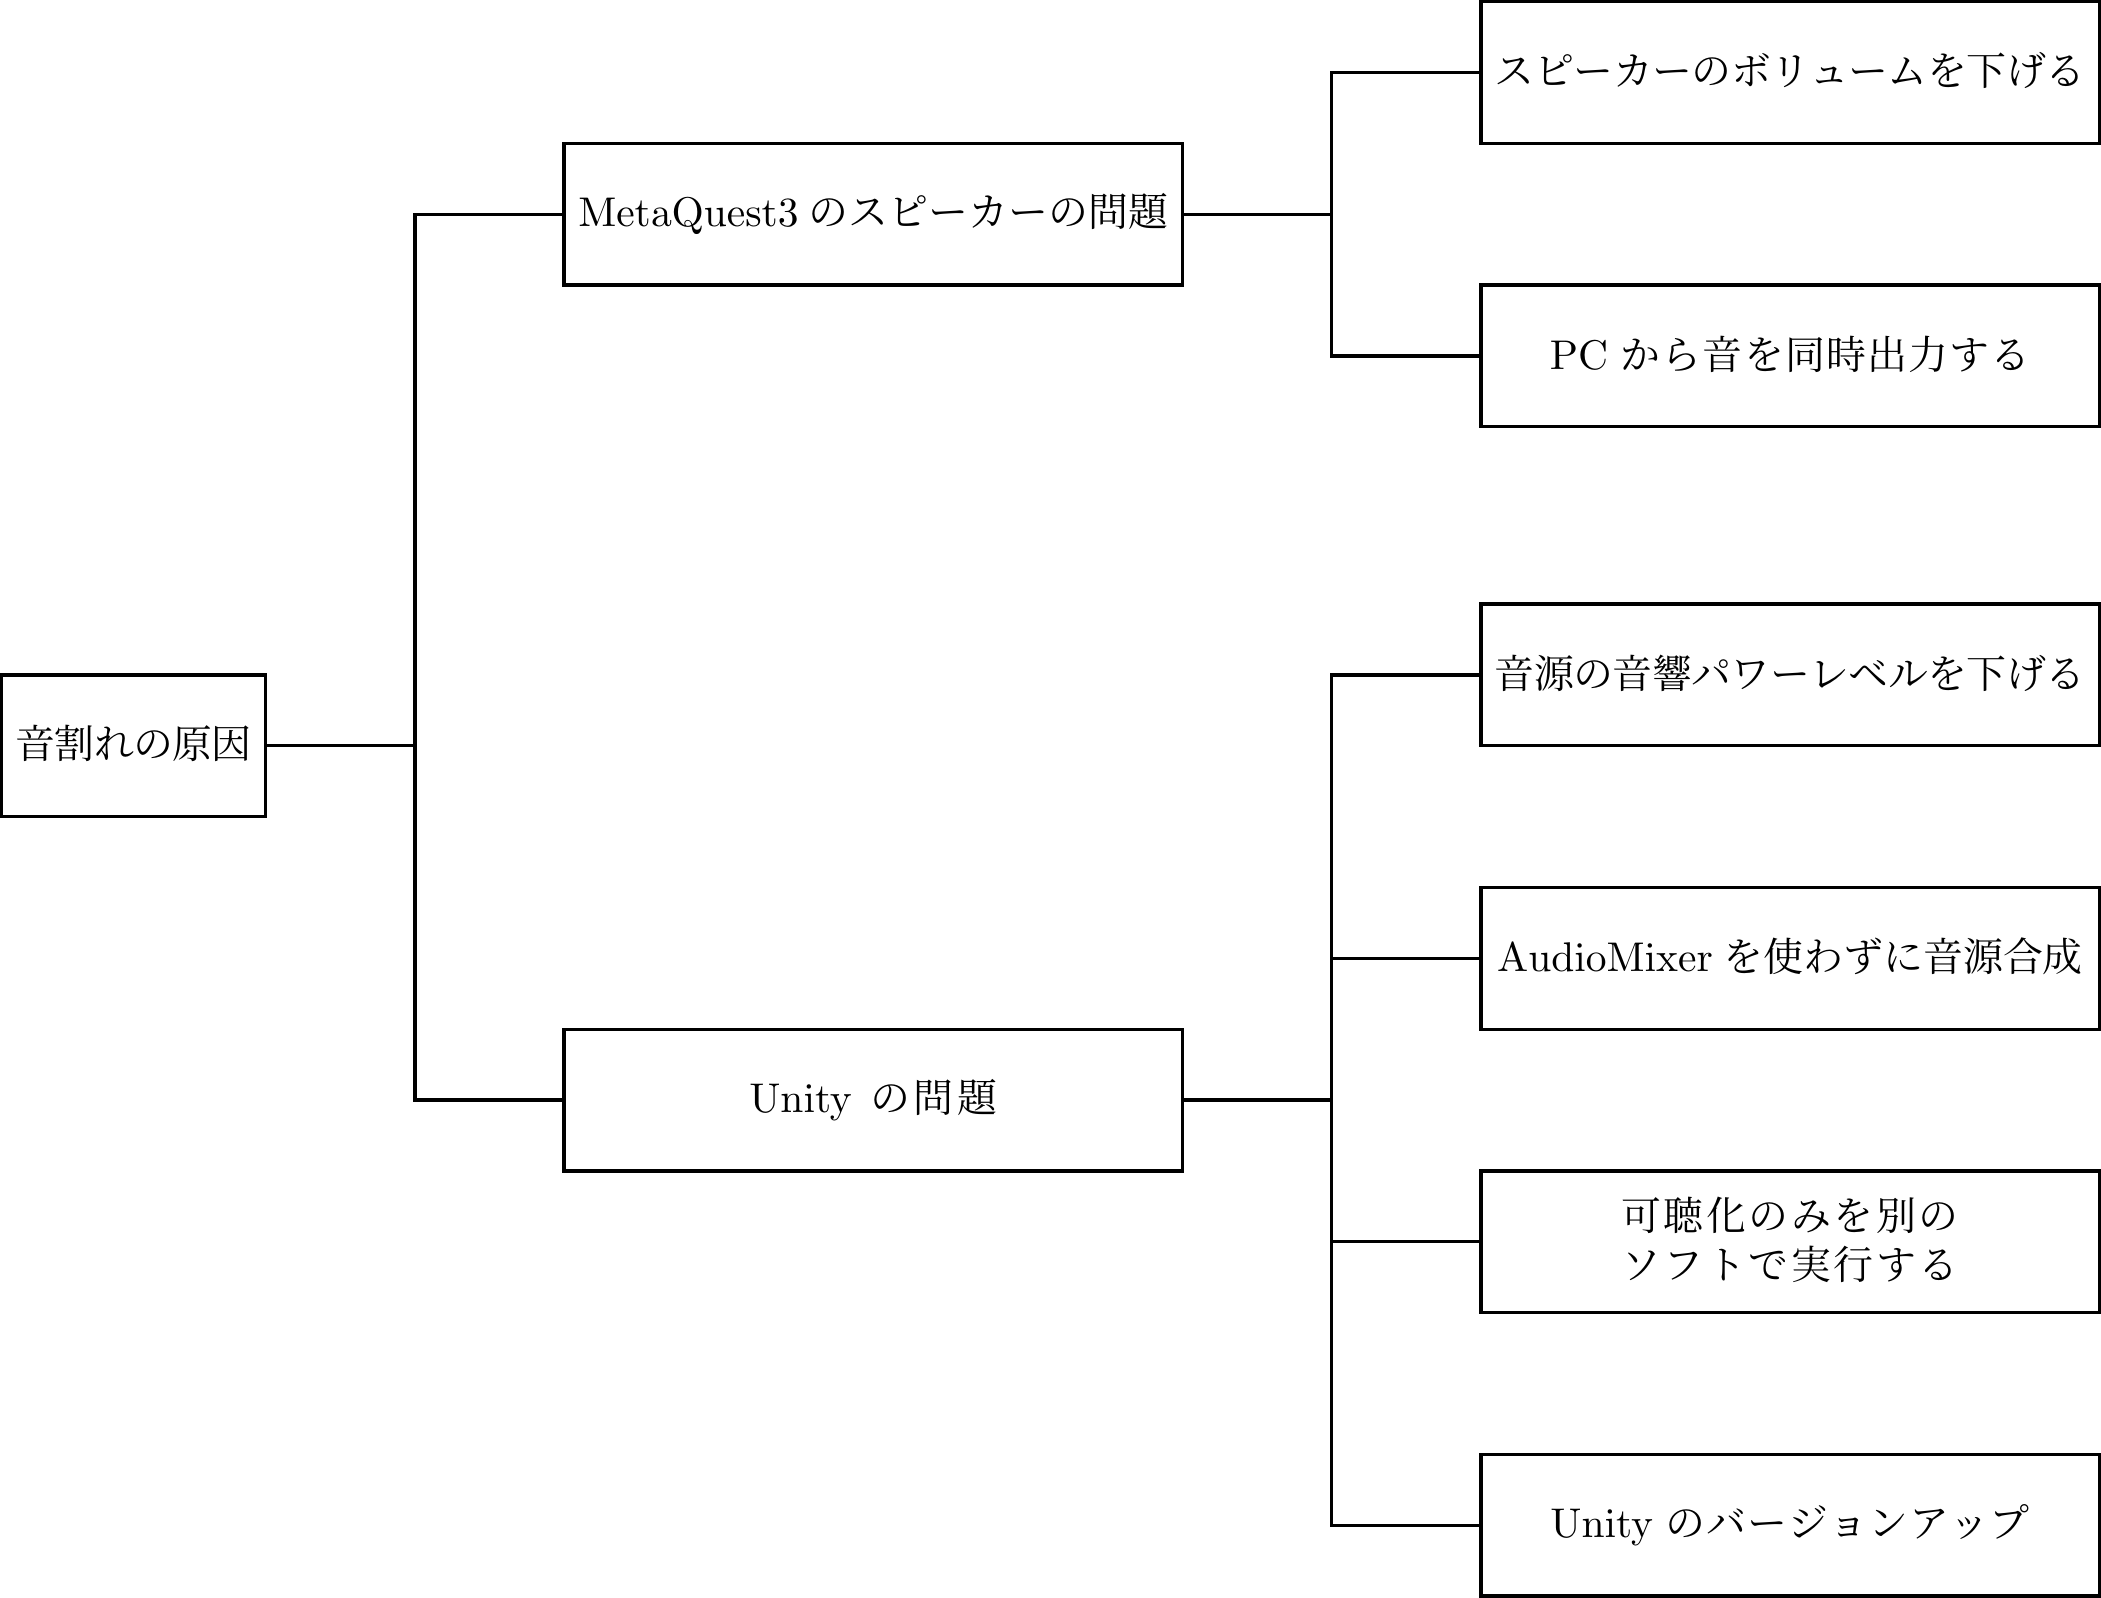 音割れの原因
MetaQuest3 のスピーカーの問題
スピーカーのボリュームを下げる
PC から音を同時出力する
Unity の問題
音源の音響パワーレベルを下げる
AudioMixer を使わずに音源合成
可聴化のみを別の
ソフトで実行する
Unity のバージョンアップ